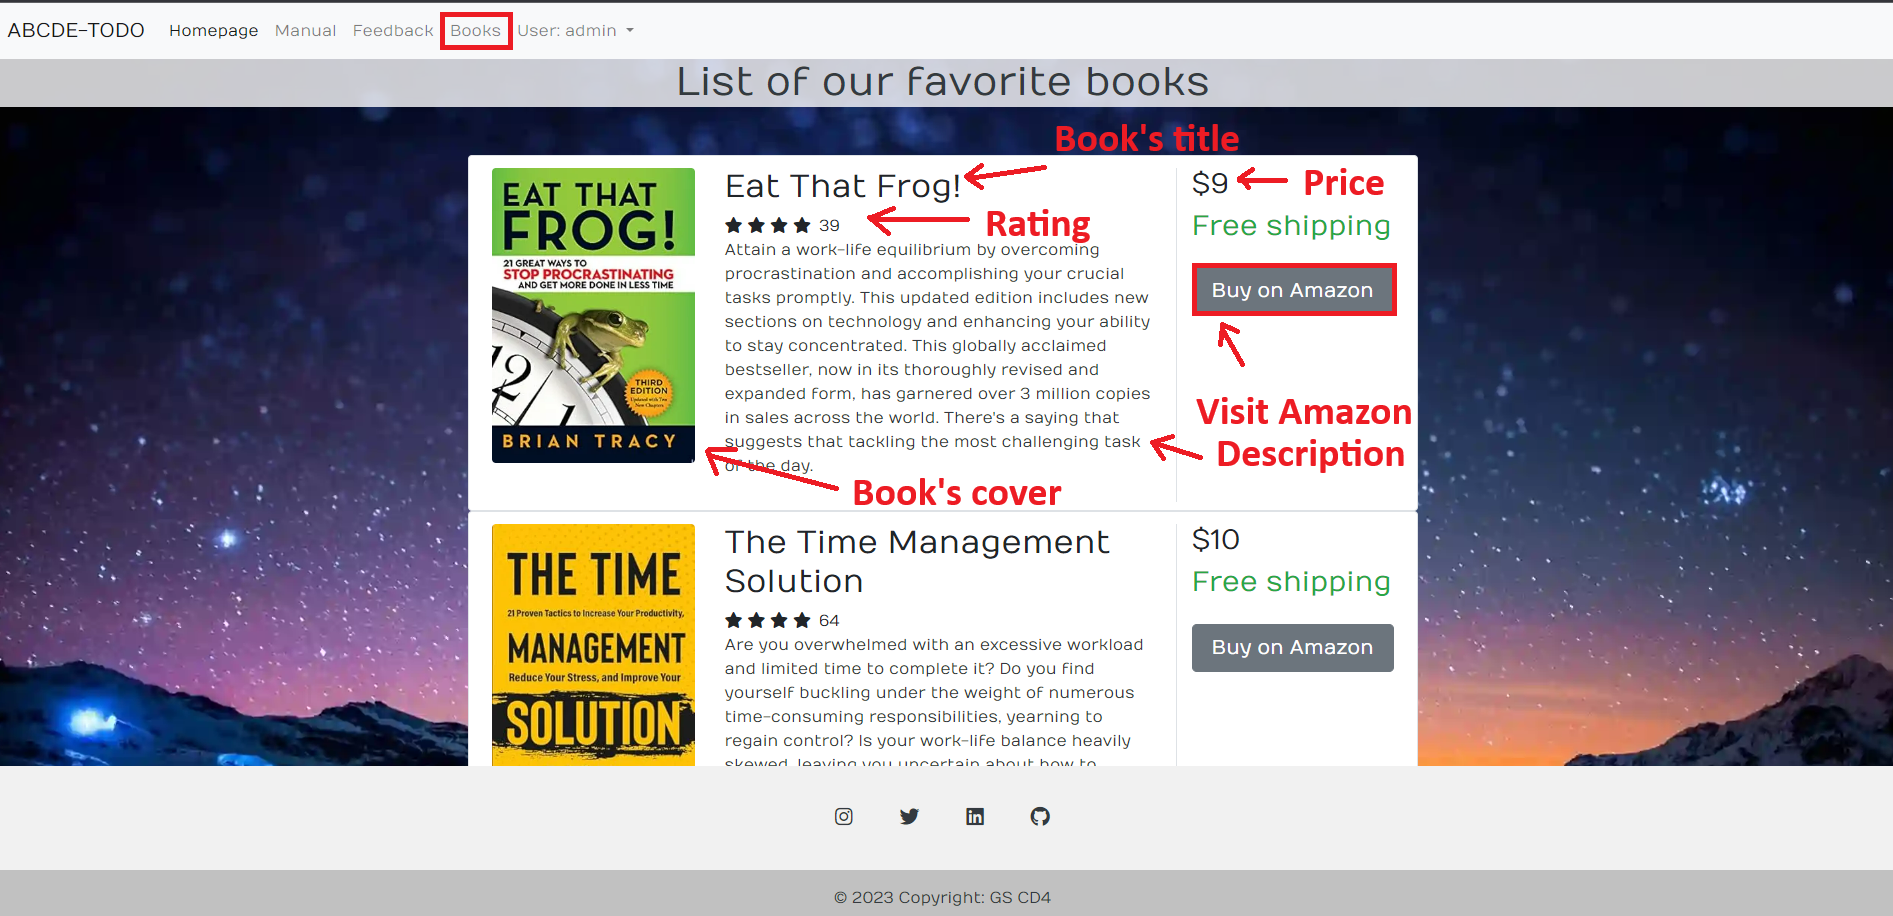 ABCDE-TODO Homepage Manual Feedback Books User: admin
List of our favorite books
Book's title
EAT THAT
FROG!
21 GREAT WAYS TO
STOP PROCRASTINATING
AND GET MORE DONE IN LESS TIME
12
1
THIRD
EDITION
Updated with Two
New Chapters
BRIAN TRACY
Book's cover
Eat That Frog!
39
Rating
Attain a work-life equilibrium by overcoming
procrastination and accomplishing your crucial
tasks promptly. This updated edition includes new
sections on technology and enhancing your ability
to stay concentrated. This globally acclaimed
bestseller, now in its thoroughly revised and
expanded form, has garnered over 3 million copies
in sales across the world. There's a saying that
suggests that tackling the most challenging task
of the day.
$9
Price
Free shipping
Buy on Amazon
Visit Amazon
Description
THE TIME
21 Proven Tactics to Increase Your Productivity,
MANAGEMENT
Reduce Your Stress, and Improve Your
SOLUTION
The Time Management
Solution
64
Are you overwhelmed with an excessive workload
and limited time to complete it? Do you find
yourself buckling under the weight of numerous
time-consuming responsibilities, yearning to
regain control? Is your work-life balance heavily
skewed, leaving you uncertain about how to
$10
Free shipping
Buy on Amazon
© 2023 Copyright: GS CD4